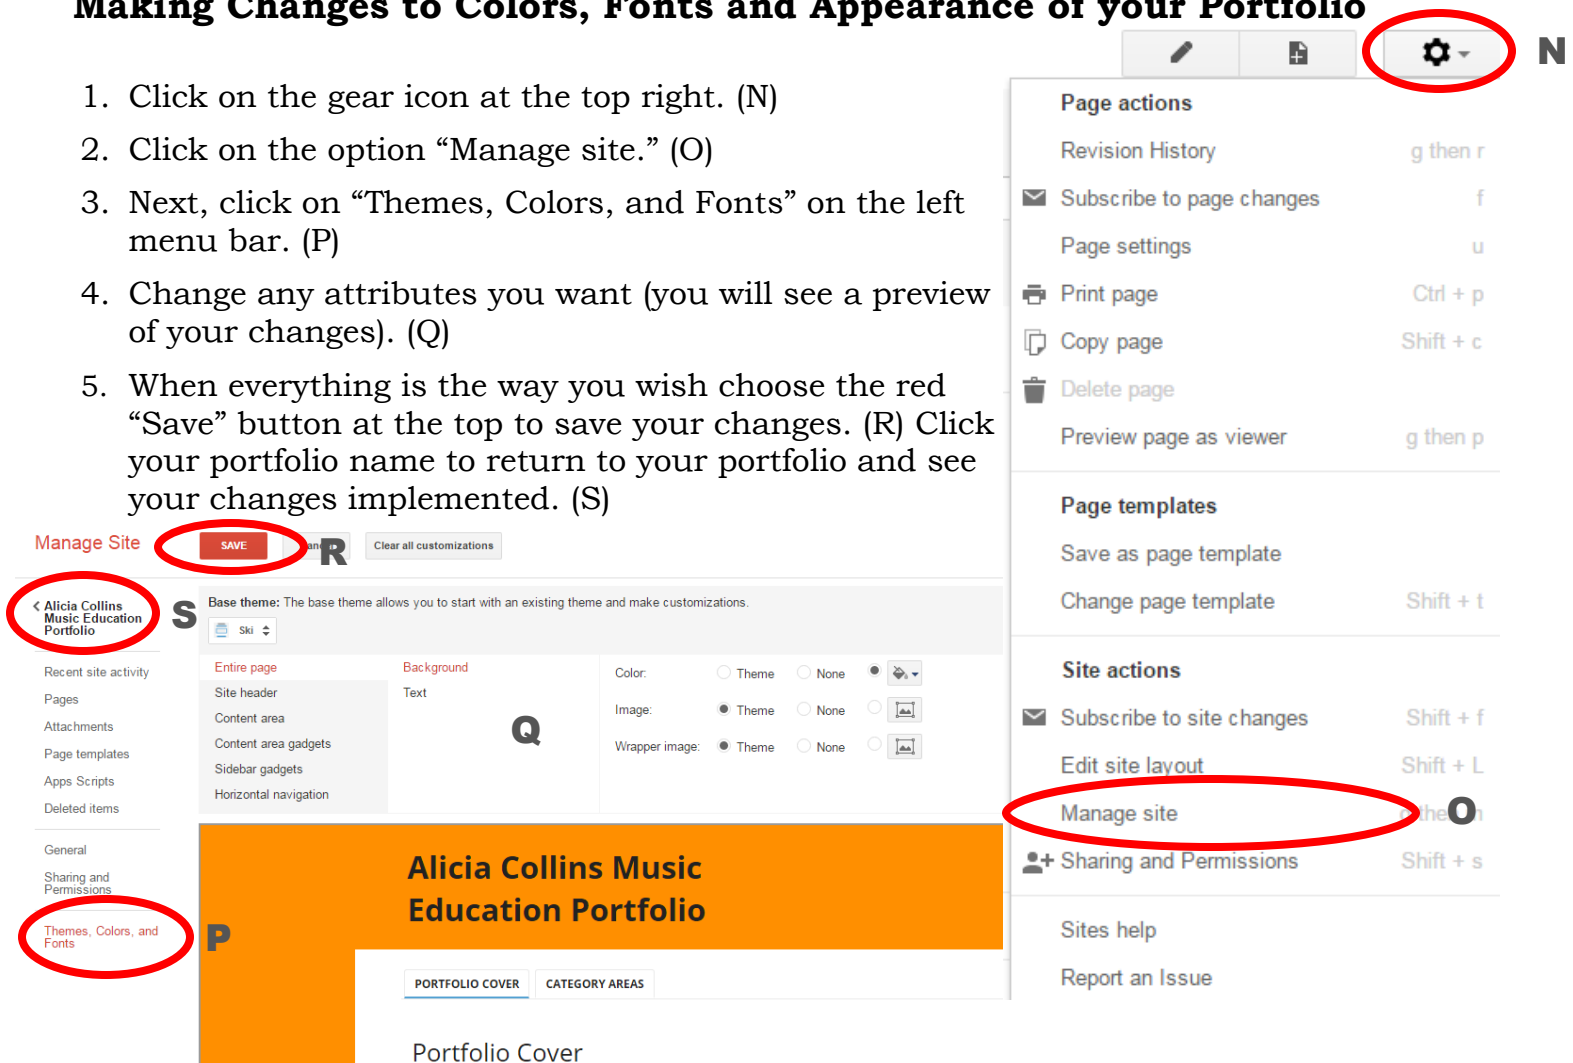 Making Changes to Colors, Fonts and Appearance of your Portfolio
N
1. Click on the gear icon at the top right. (N)
2. Click on the option “Manage site.” (O)
3. Next, click on “Themes, Colors, and Fonts” on the left
menu bar. (P)
4. Change any attributes you want (you will see a preview
of your changes). (Q)
5. When everything is the way you wish choose the red
“Save” button at the top to save your changes. (R) Click
your portfolio name to return to your portfolio and see
your changes implemented. (S)
Page actions
Revision History g then r
Subscribe to page changes f
Page settings u
Print page Ctrl + p
Copy page Shift + c
Delete page
Preview page as viewer g then p
Page templates
Save as page template
Change page template Shift + t
Site actions
Subscribe to site changes Shift + f
Edit site layout Shift + L
Manage site
O
Sharing and Permissions Shift + s
Sites help
Report an Issue
Manage Site
SAVE
R
Clear all customizations
Alicia Collins
Music Education
Portfolio
S
Recent site activity
Pages
Attachments
Page templates
Apps Scripts
Deleted items
General
Sharing and
Permissions
Themes, Colors, and
Fonts
P
Base theme: The base theme allows you to start with an existing theme and make customizations.
Ski
Entire page
Site header
Content area
Content area gadgets
Sidebar gadgets
Horizontal navigation
Background
Text
Q
Color: Theme None
Image: Theme None
Wrapper image: Theme None
Alicia Collins Music
Education Portfolio
PORTFOLIO COVER CATEGORY AREAS
Portfolio Cover